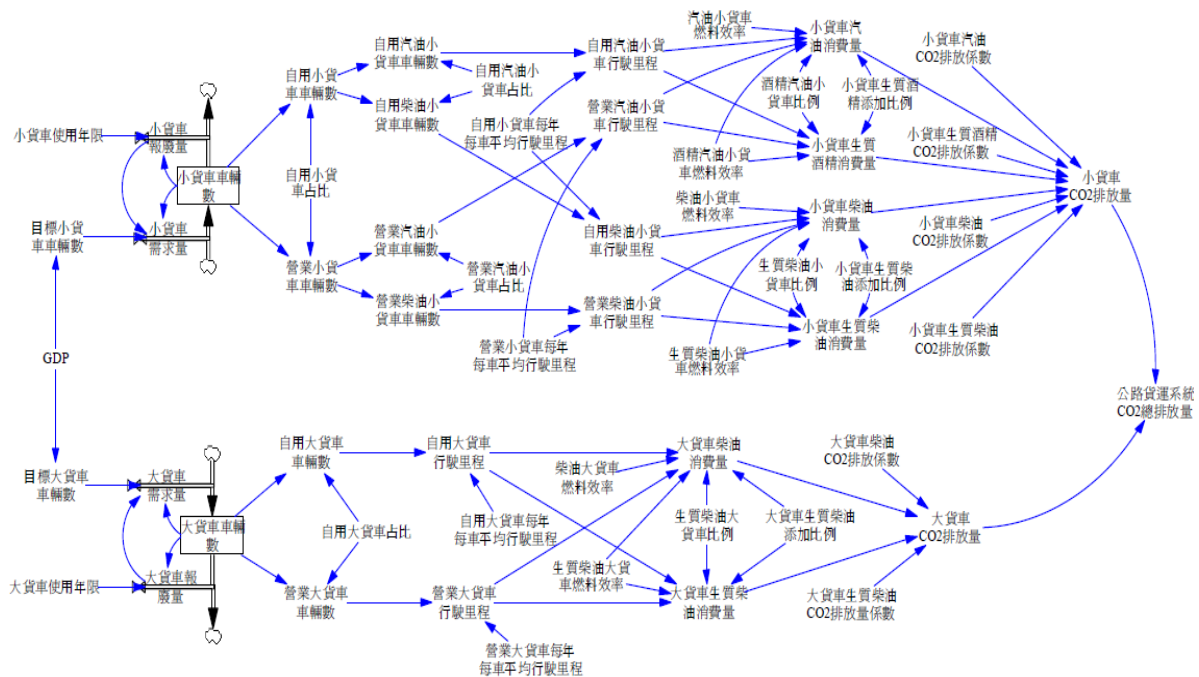 汽油小貨車
燃料效率
小貨車汽
油消費量
小貨車汽油
CO2排放係數
自用汽油小
貨車車輛數
自用汽油小
貨車行駛里程
自用小貨
車車輛數
自用汽油小
貨車占比
酒精汽油小
貨車比例
小貨車生質酒
精添加比例
自用柴油小
貨車車輛數
營業汽油小
貨車行駛里程
小貨車使用年限
小貨車
報廢量
自用小貨車每年
每車平均行駛里程
小貨車生質
酒精消費量
小貨車生質酒精
CO2排放係數
酒精汽油小貨
車燃料效率
小貨車車輛
數
自用小貨
車占比
小貨車
CO2排放量
柴油小貨車
燃料效率
小貨車柴油
消費量
小貨車柴油
CO2排放係數
目標小貨
車車輛數
小貨車
需求量
營業汽油小
貨車車輛數
自用柴油小
貨車行駛里程
營業小貨
車車輛數
營業汽油小
貨車占比
生質柴油小
貨車比例
小貨車生質柴
油添加比例
營業柴油小
貨車車輛數
營業柴油小
貨車行駛里程
小貨車生質柴
油消費量
小貨車生質柴油
CO2排放係數
營業小貨車每年
每車平均行駛里程
生質柴油小貨
車燃料效率
GDP
公路貨運系統
CO2總排放量
自用大貨車
車輛數
自用大貨車
行駛里程
大貨車柴油
消費量
大貨車柴油
CO2排放係數
柴油大貨車
燃料效率
目標大貨車
車輛數
大貨車
需求量
大貨車車輛
數
自用大貨車占比
自用大貨車每年
每車平均行駛里程
生質柴油大
貨車比例
大貨車生質柴油
添加比例
大貨車
CO2排放量
生質柴油大貨
車燃料效率
大貨車使用年限
大貨車報
廢量
營業大貨車
車輛數
營業大貨車
行駛里程
大貨車生質柴
油消費量
大貨車生質柴油
CO2排放量係數
營業大貨車每年
每車平均行駛里程